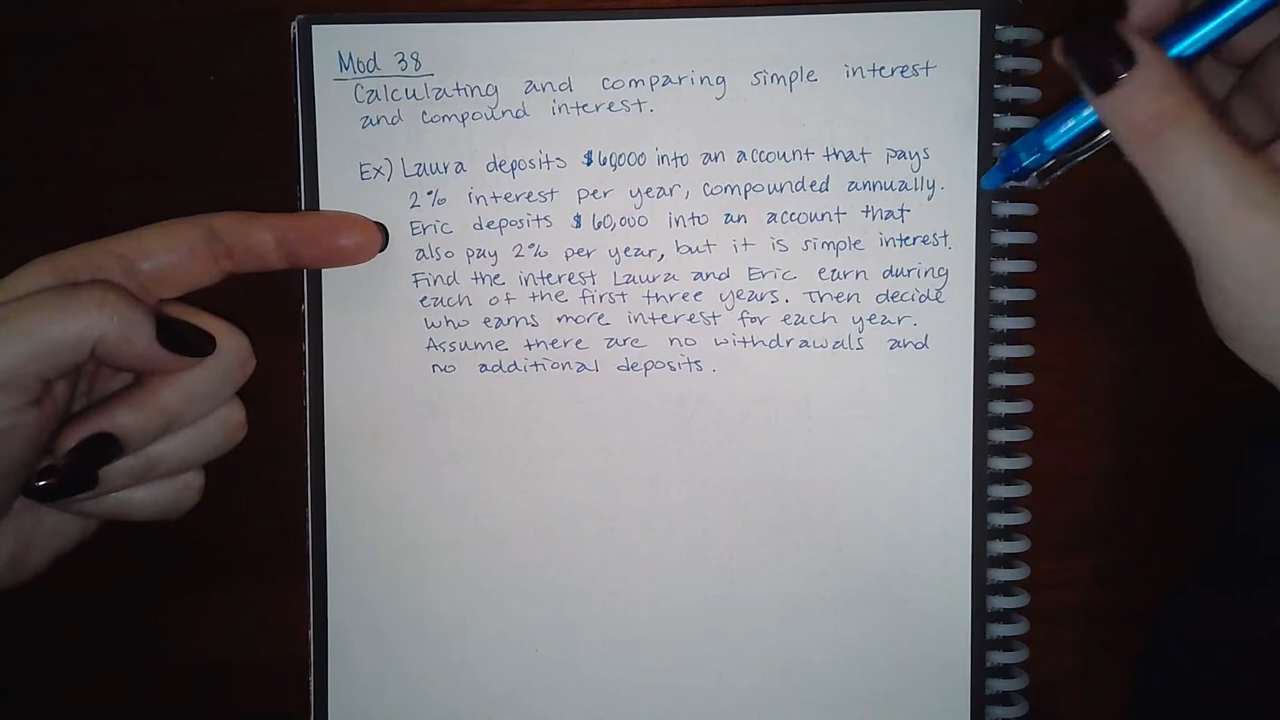 Mod 38
Calculating and comparing simple interest
and compound interest.
Ex) Laura deposits $60,000 into an account that pays
2% interest per year, compounded annually.
Eric deposits $60,000 into an account that
also pay 2% per year, but it is simple interest.
Find the interest Laura and Eric earn during
each of the first three years. Then decide
who earns more interest for each year.
Assume there are no withdrawals and
no additional deposits.